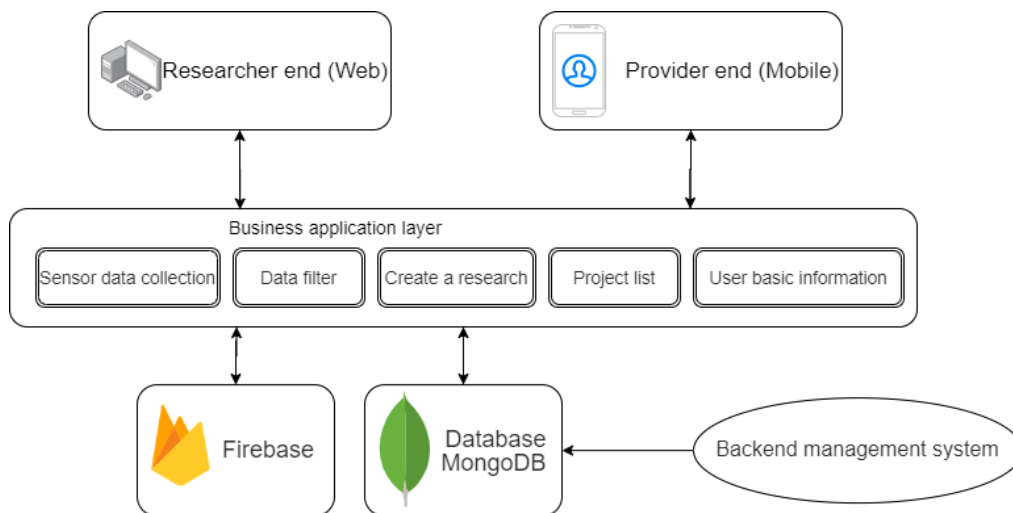 Researcher end (Web)
Provider end (Mobile)
Business application layer
Sensor data collection
Data filter
Create a research
Project list
User basic information
Firebase
Database
MongoDB
Backend management system